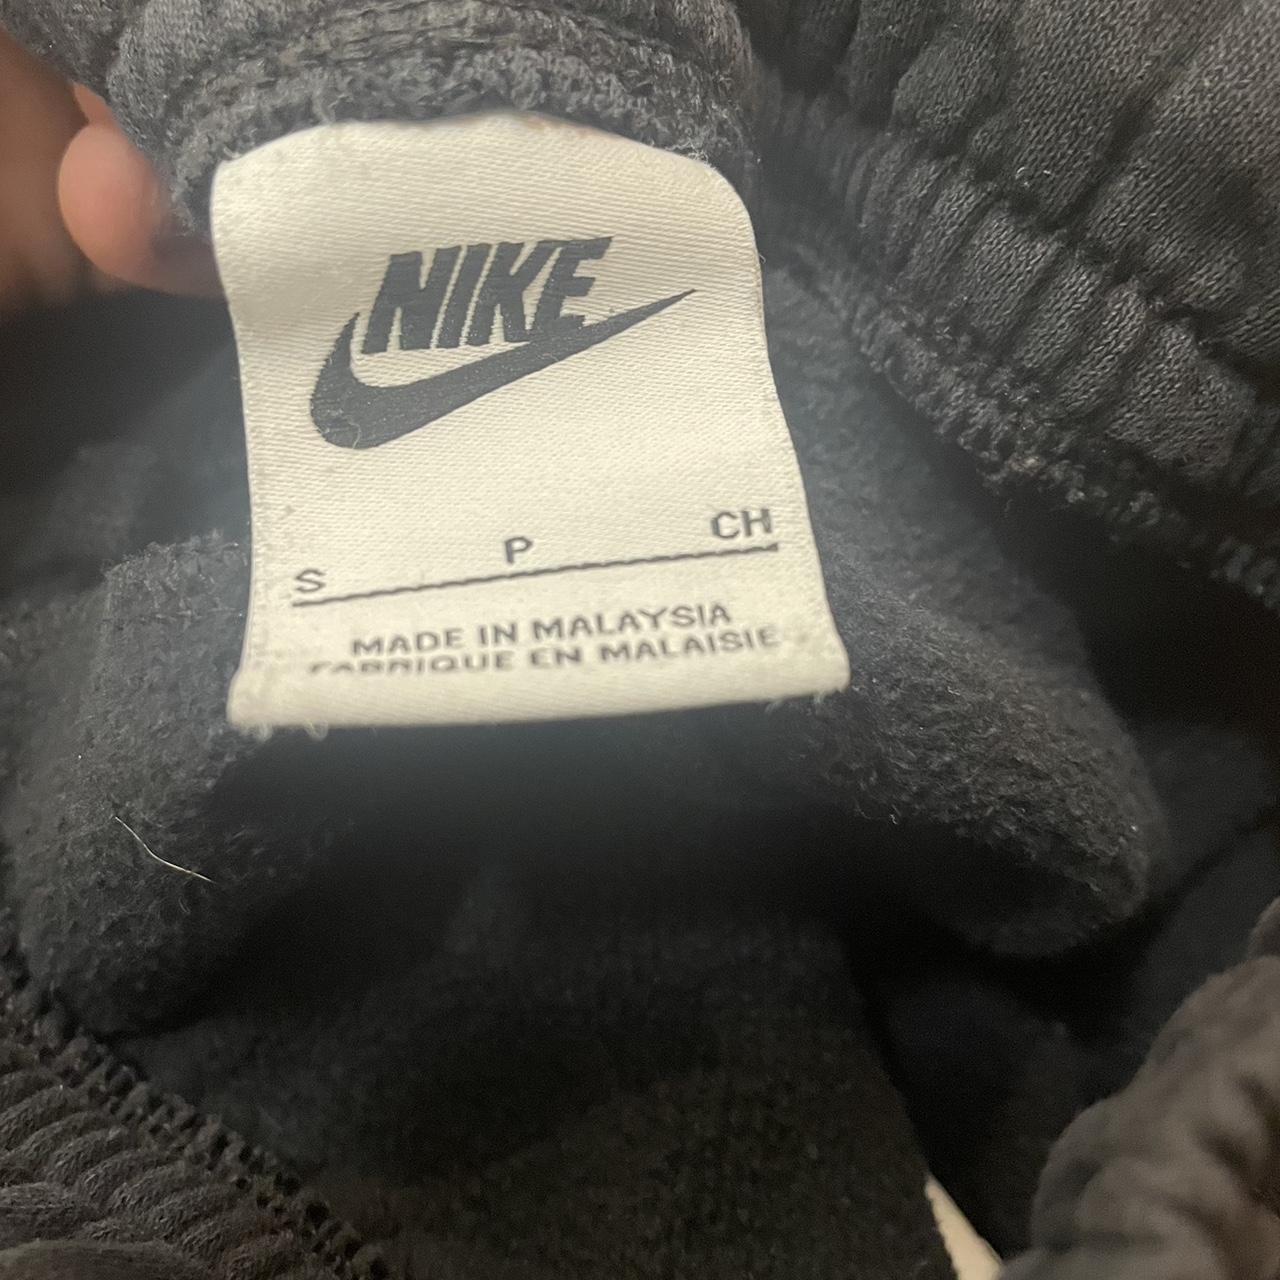 NIKE
S P CH
MADE IN MALAYSIA
FABRIQUE EN MALAISIE